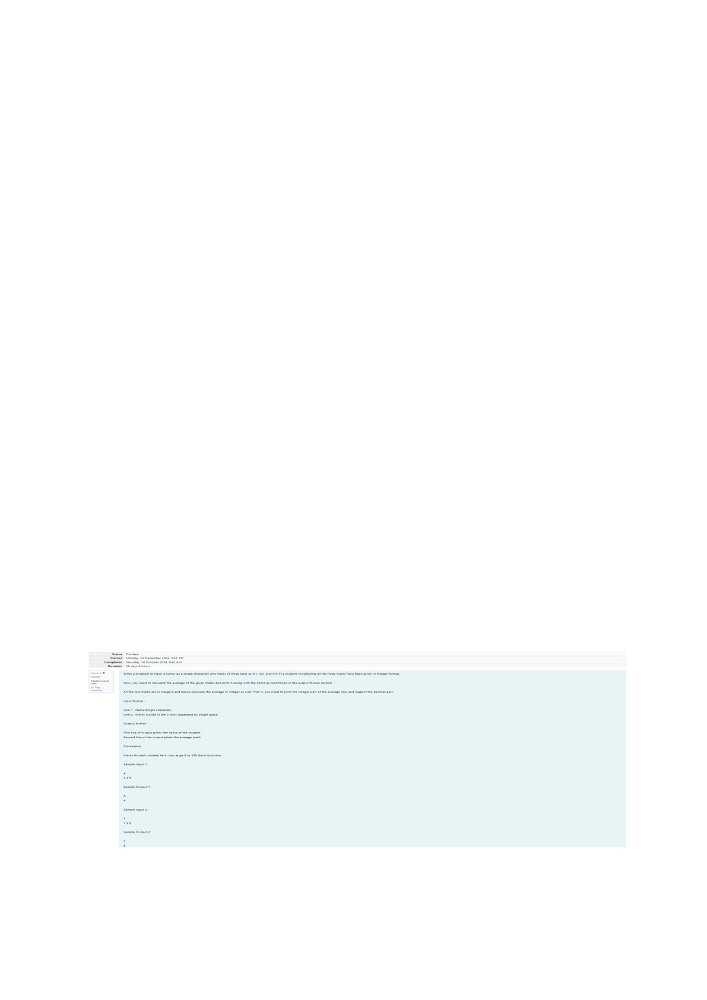 Status Finished
Started Monday, 23 December 2024, 5:33 PM
Completed Saturday, 26 October 2024, 8:42 AM
Duration 58 days 8 hours
Question 1
Correct
Marked out of
3.00
Flag
question
Write a program to input a name (as a single character) and marks of three tests as m1, m2, and m3 of a student considering all the three marks have been given in integer format.
Now, you need to calculate the average of the given marks and print it along with the name as mentioned in the output format section.
All the test marks are in integers and hence calculate the average in integer as well. That is, you need to print the integer part of the average only and neglect the decimal part.
Input format :
Line 1 : Name(Single character)
Line 2 : Marks scored in the 3 tests separated by single space.
Output format :
First line of output prints the name of the student.
Second line of the output prints the average mark.
Constraints
Marks for each student lie in the range 0 to 100 (both inclusive)
Sample Input 1 :
A
3 4 6
Sample Output 1 :
A
4
Sample Input 2 :
T
7 3 8
Sample Output 2 :
T
6